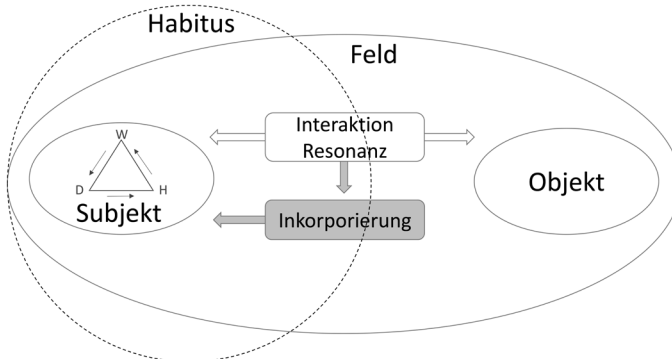 Habitus
Feld
Interaktion
Resonanz
W
D
H
Subjekt
Objekt
Inkorporierung